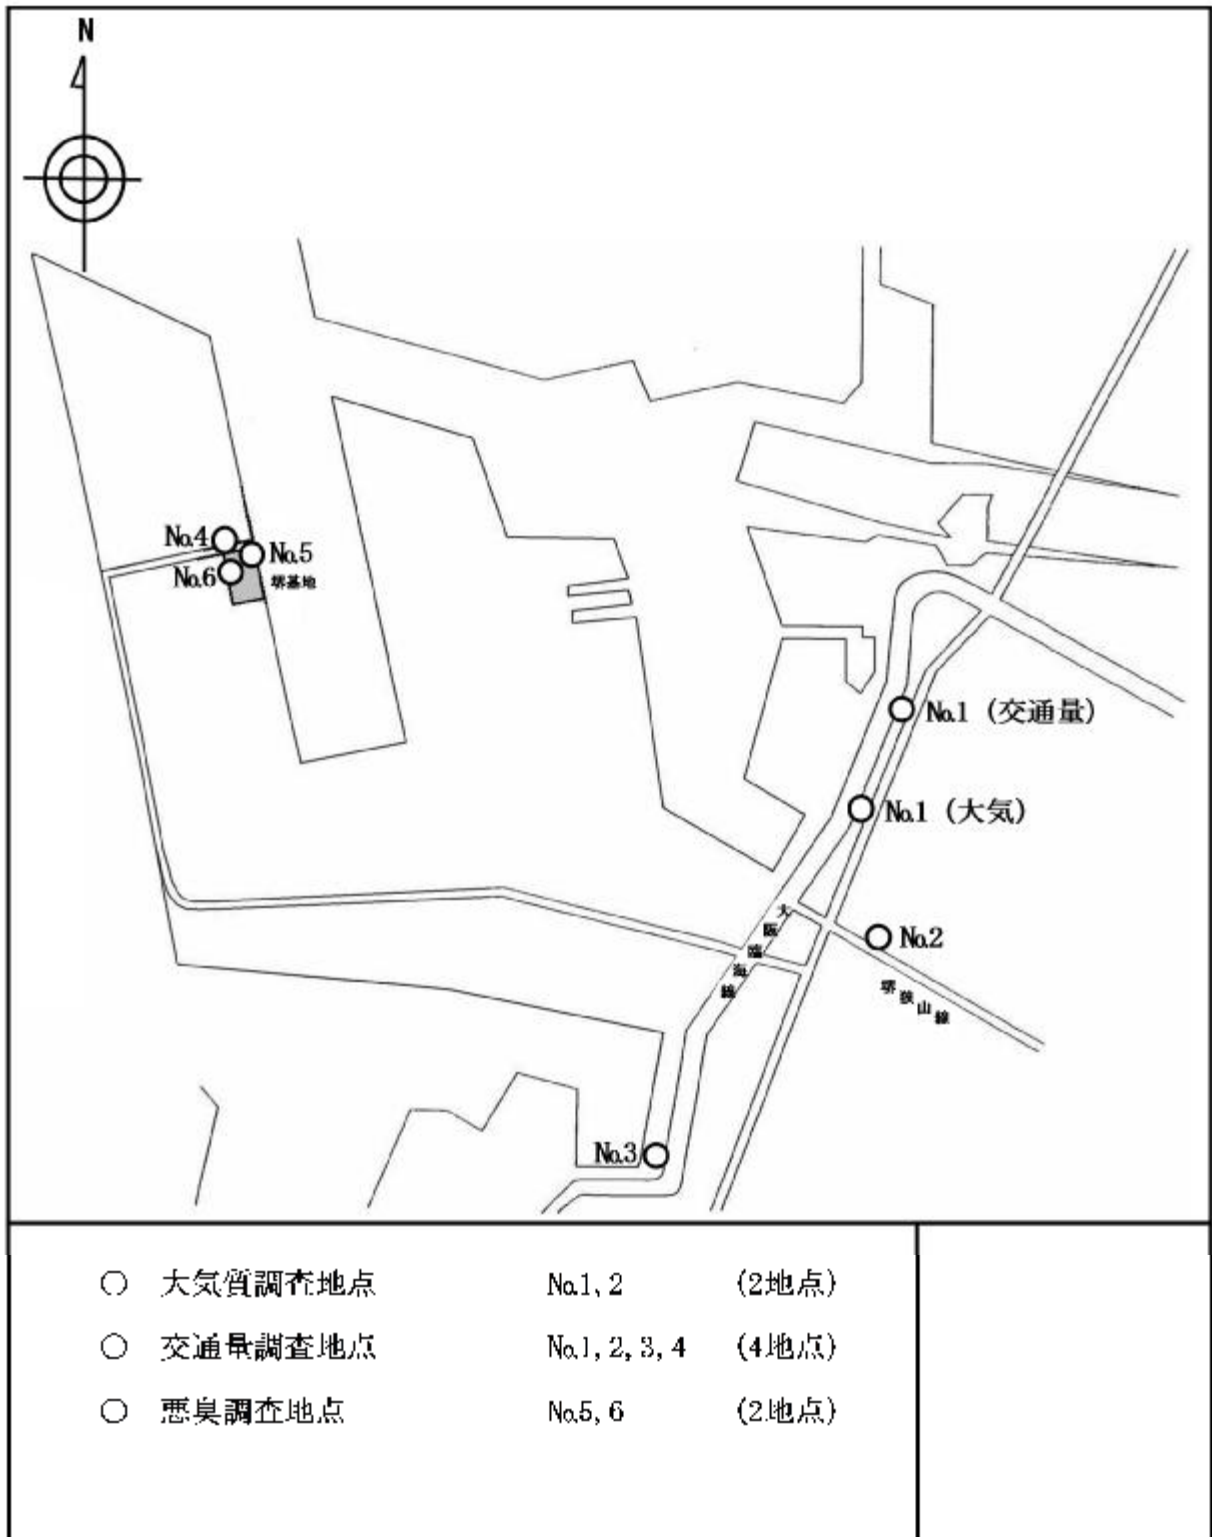 N
No.4
No.5
No.6
堺基地
No.1 (交通量)
No.1 (大気)
大阪臨海線
No.2
堺狭山線
No.3
○ 大気質調査地点 No.1, 2 (2地点)
○ 交通量調査地点 No.1, 2, 3, 4 (4地点)
○ 悪臭調査地点 No.5, 6 (2地点)